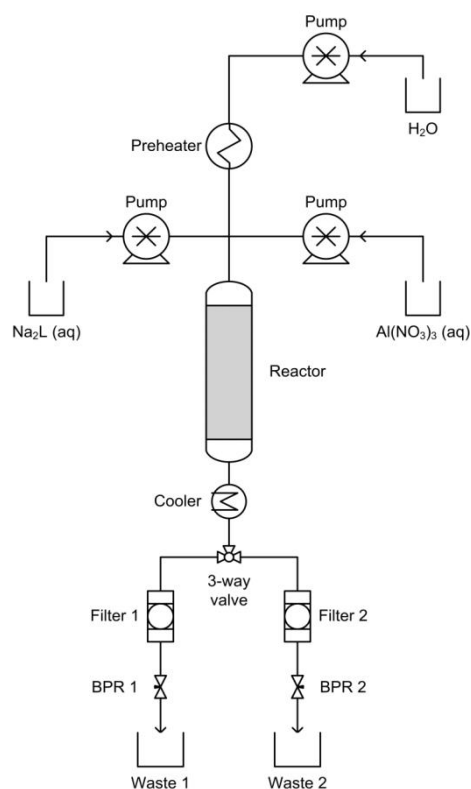 Pump
H₂O
Preheater
Pump
Pump
Na₂L (aq)
Al(NO₃)₃ (aq)
Reactor
Cooler
3-way
valve
Filter 1
Filter 2
BPR 1
BPR 2
Waste 1
Waste 2